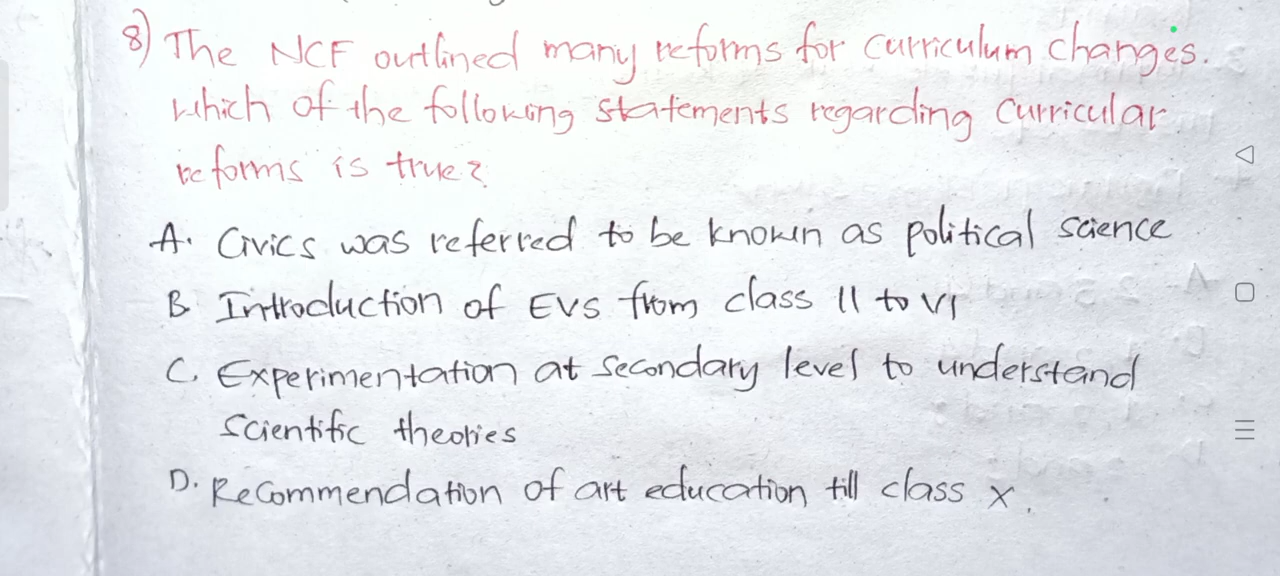 8) The NCF outlined many reforms for curriculum changes.
which of the following statements regarding curricular
reforms is true?
A. Civics was referred to be known as political science
B Introduction of EVS from class II to VI
C. Experimentation at secondary level to understand
scientific theories
D. Recommendation of art education till class X.